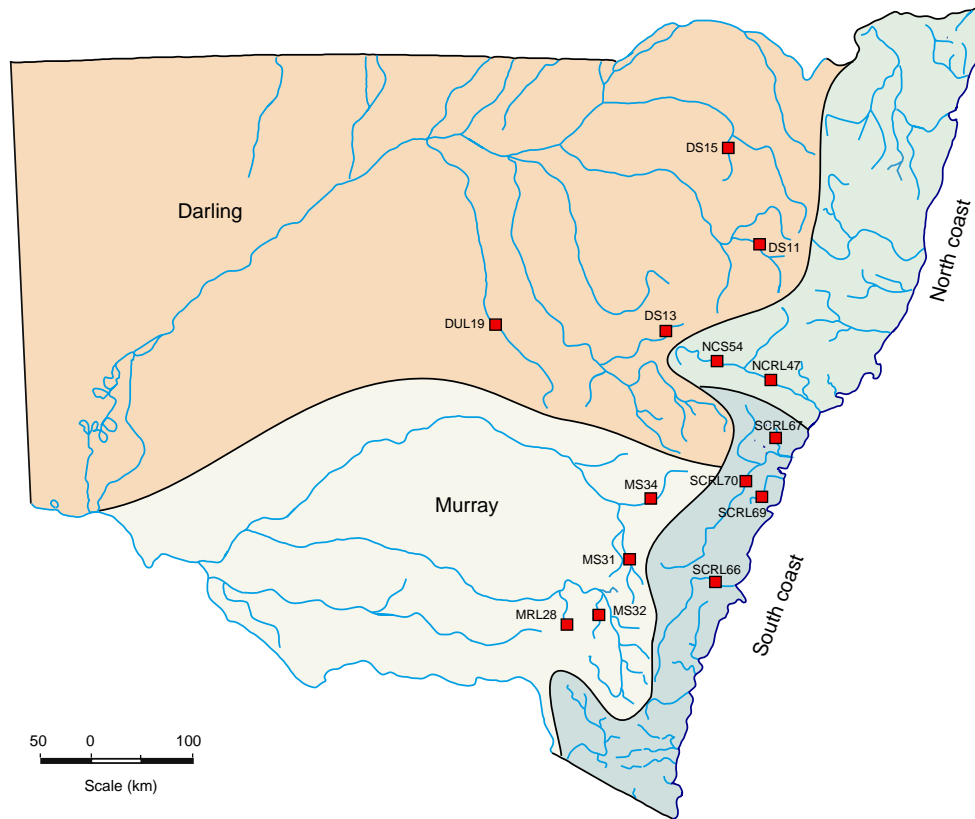 DS15
Darling
DS11
North coast
DS13
DUL19
NCS54
NCRL47
SCRL67
SCRL70
MS34
Murray
SCRL69
MS31
SCRL66
MRL28
MS32
South coast
50 0 100
Scale (km)